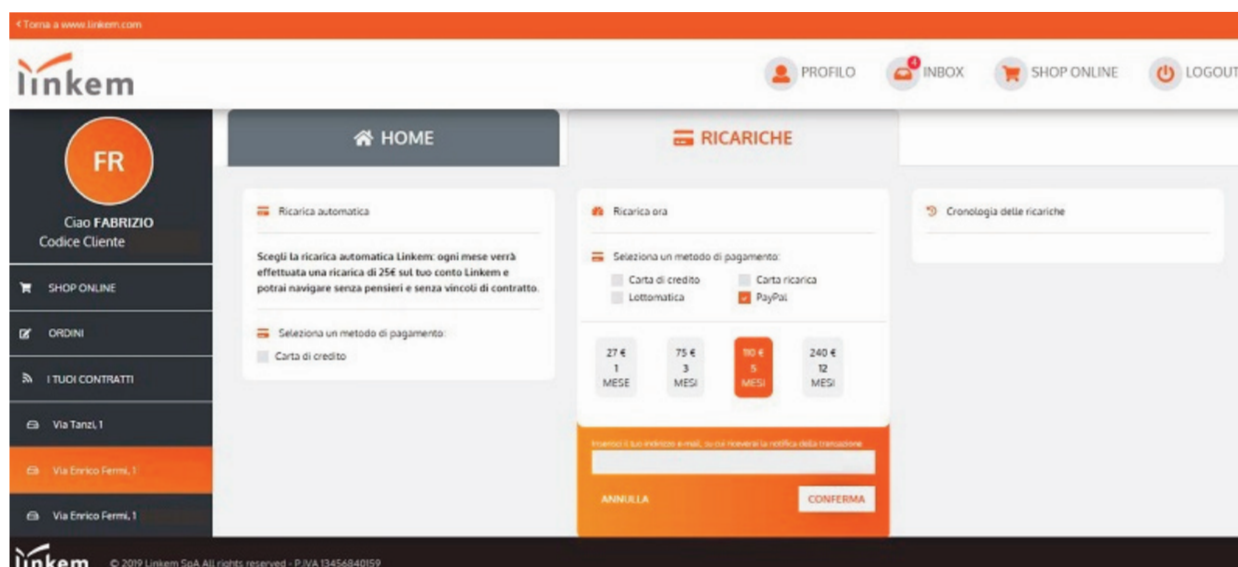 <Torna a www.linkem.com
linkem
PROFILO
4
INBOX
SHOP ONLINE
LOGOUT
FR
Ciao FABRIZIO
Codice Cliente
SHOP ONLINE
ORDINI
I TUOI CONTRATTI
Via Tanzi, 1
Via Enrico Fermi, 1
Via Enrico Fermi, 1
HOME
RICARICHE
Ricarica automatica
Scegli la ricarica automatica Linkem: ogni mese verrà
effettuata una ricarica di 25€ sul tuo conto Linkem e
potrai navigare senza pensieri e senza vincoli di contratto.
Seleziona un metodo di pagamento:
Carta di credito
Ricarica ora
Seleziona un metodo di pagamento:
Carta di credito
Carta ricarica
Lottomatica
PayPal
27 €
1
MESE
75 €
3
MESI
110 €
5
MESI
240 €
12
MESI
Inserisci il tuo indirizzo e-mail, su cui riceverai la notifica della transazione.
ANNULLA
CONFERMA
Cronologia delle ricariche
linkem
© 2019 Linkem SpA All rights reserved - P.IVA 13456840159